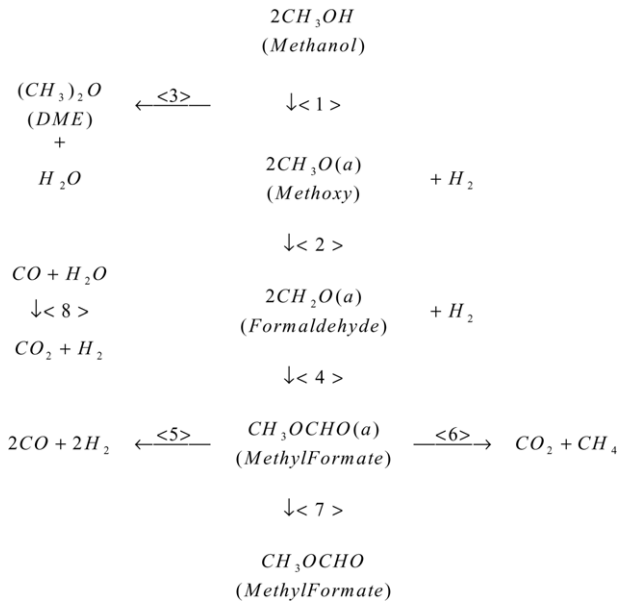 2CH₃OH
(Methanol)
(CH₃)₂O ←<3> ↓< 1 >
(DME)
+
H₂O 2CH₃O(a) + H₂
(Methoxy)
↓< 2 >
CO + H₂O
↓< 8 > 2CH₂O(a) + H₂
(Formaldehyde)
CO₂ + H₂
↓< 4 >
2CO + 2H₂ ←<5> CH₃OCHO(a) <6>→ CO₂ + CH₄
(MethylFormate)
↓< 7 >
CH₃OCHO
(MethylFormate)